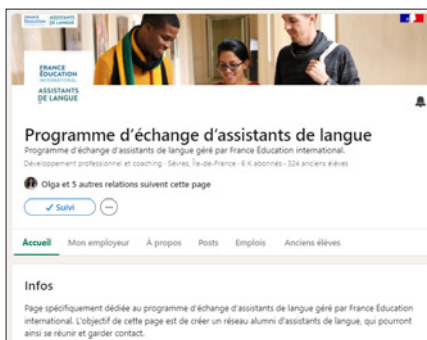 FRANCE ÉDUCATION ASSISTANTS DE LANGUE
FRANCE
ÉDUCATION
INTERNATIONAL
ASSISTANTS
DE LANGUE
Programme d'échange d'assistants de langue
Programme d'échange d'assistants de langue géré par France Éducation international.
Développement professionnel et coaching · Sèvres, Île-de-France · 6 K abonnés · 324 anciens élèves
Olga et 5 autres relations suivent cette page
Suivi
Accueil Mon employeur À propos Posts Emplois Anciens élèves
Infos
Page spécifiquement dédiée au programme d'échange d'assistants de langue géré par France Éducation
international. L'objectif de cette page est de créer un réseau alumni d'assistants de langue, qui pourront
ainsi se réunir et garder contact.